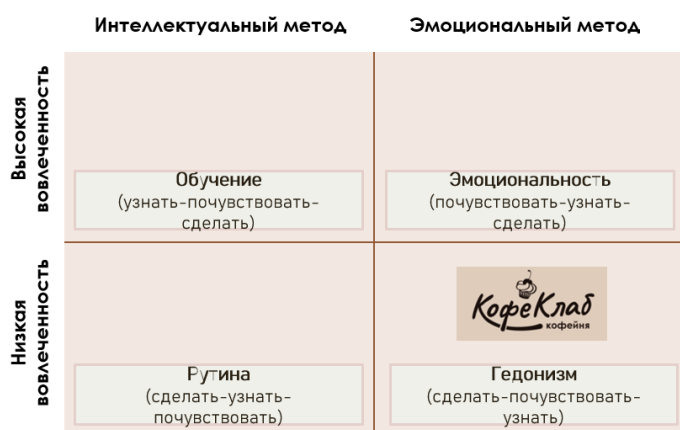 Интеллектуальный метод
Эмоциональный метод
Высокая
вовлеченность
Обучение
(узнать-почувствовать-
сделать)
Эмоциональность
(почувствовать-узнать-
сделать)
Низкая
вовлеченность
КофеКлаб
кофейня
Рутина
(сделать-узнать-
почувствовать)
Гедонизм
(сделать-почувствовать-
узнать)